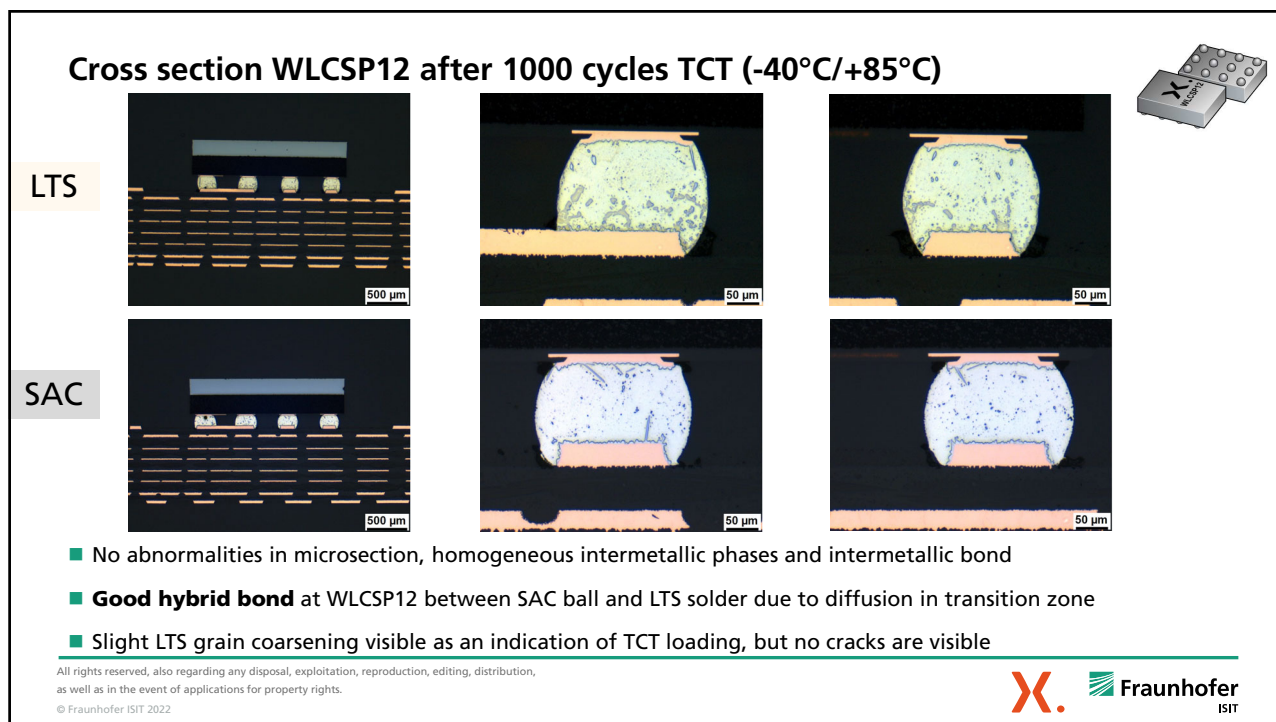 Cross section WLCSP12 after 1000 cycles TCT (-40°C/+85°C)
X.
WLCSP12
LTS
500 µm
50 µm
50 µm
SAC
500 µm
50 µm
50 µm
No abnormalities in microsection, homogeneous intermetallic phases and intermetallic bond
Good hybrid bond at WLCSP12 between SAC ball and LTS solder due to diffusion in transition zone
Slight LTS grain coarsening visible as an indication of TCT loading, but no cracks are visible
All rights reserved, also regarding any disposal, exploitation, reproduction, editing, distribution,
as well as in the event of applications for property rights.
© Fraunhofer ISIT 2022
X.
Fraunhofer
ISIT